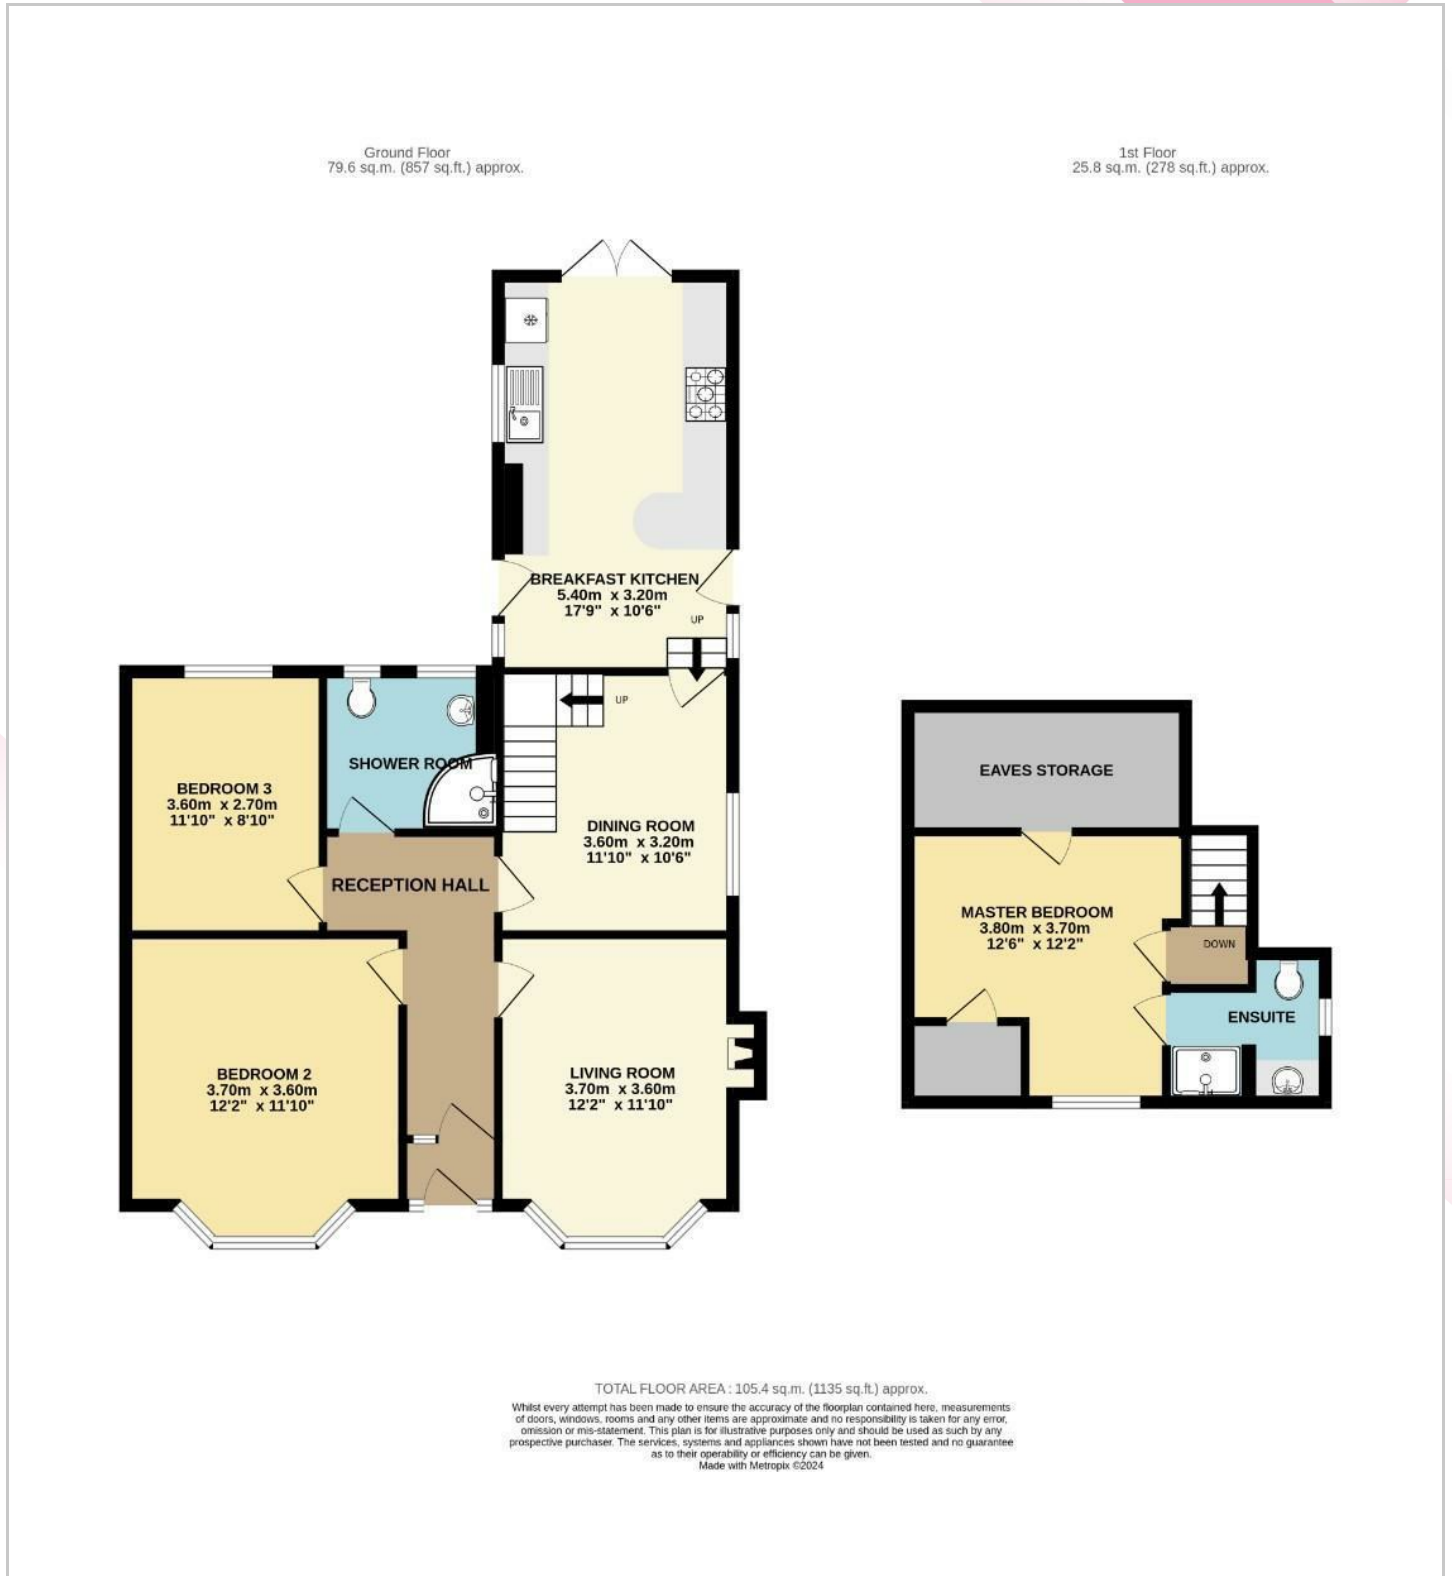 Ground Floor
79.6 sq.m. (857 sq.ft.) approx.
1st Floor
25.8 sq.m. (278 sq.ft.) approx.
BREAKFAST KITCHEN
5.40m x 3.20m
17'9" x 10'6"
UP
UP
SHOWER ROOM
BEDROOM 3
3.60m x 2.70m
11'10" x 8'10"
DINING ROOM
3.60m x 3.20m
11'10" x 10'6"
RECEPTION HALL
BEDROOM 2
3.70m x 3.60m
12'2" x 11'10"
LIVING ROOM
3.70m x 3.60m
12'2" x 11'10"
EAVES STORAGE
MASTER BEDROOM
3.80m x 3.70m
12'6" x 12'2"
DOWN
ENSUITE
TOTAL FLOOR AREA : 105.4 sq.m. (1135 sq.ft.) approx.
Whilst every attempt has been made to ensure the accuracy of the floorplan contained here, measurements
of doors, windows, rooms and any other items are approximate and no responsibility is taken for any error,
omission or mis-statement. This plan is for illustrative purposes only and should be used as such by any
prospective purchaser. The services, systems and appliances shown have not been tested and no guarantee
as to their operability or efficiency can be given.
Made with Metropix ©2024